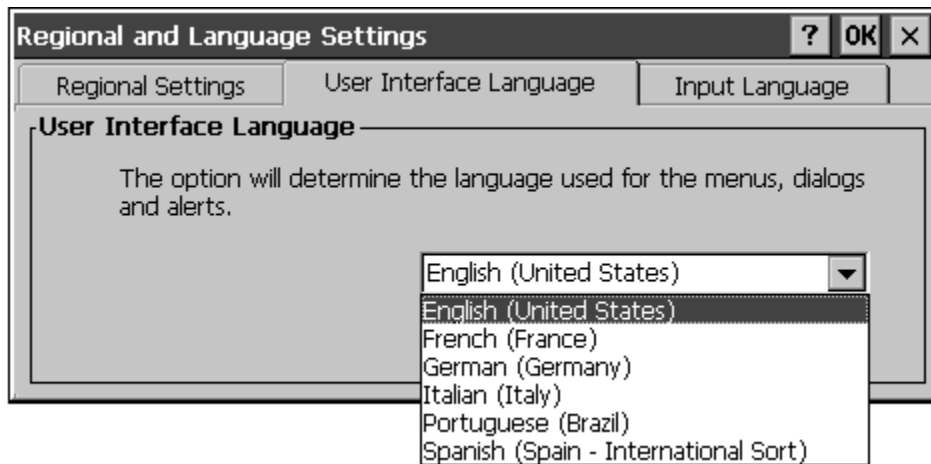 Regional and Language Settings ? OK ×
Regional Settings User Interface Language Input Language
User Interface Language
The option will determine the language used for the menus, dialogs
and alerts.
English (United States)
English (United States)
French (France)
German (Germany)
Italian (Italy)
Portuguese (Brazil)
Spanish (Spain - International Sort)